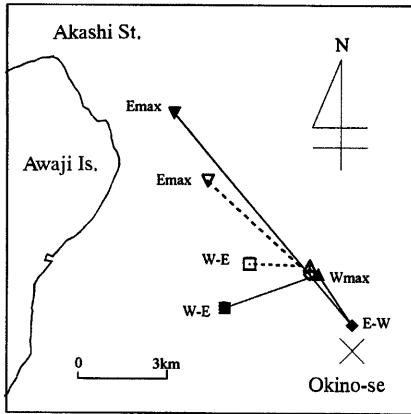 Akashi St.
N
Emax
Awaji Is.
Emax
W-E
Wmax
W-E
E-W
0
3km
Okino-se